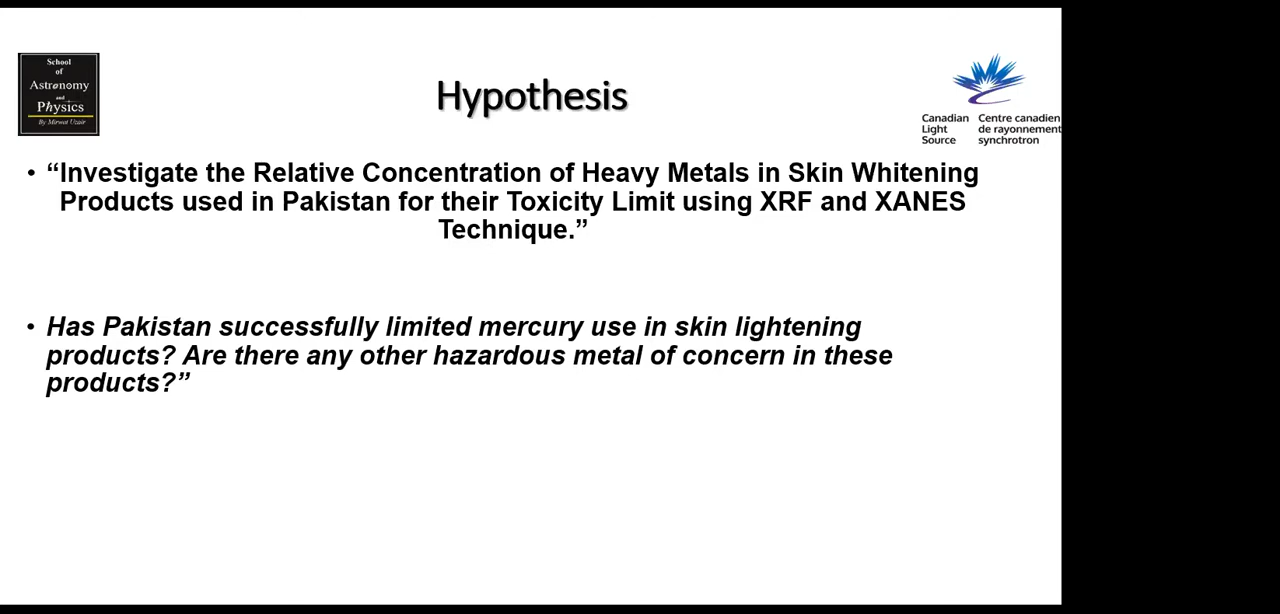 School
of
Astronomy
and
Physics
By Mirwat Uzair
Hypothesis
Canadian Centre canadien
Light de rayonnement
Source synchrotron
• “Investigate the Relative Concentration of Heavy Metals in Skin Whitening
Products used in Pakistan for their Toxicity Limit using XRF and XANES
Technique.”
• Has Pakistan successfully limited mercury use in skin lightening
products? Are there any other hazardous metal of concern in these
products?”